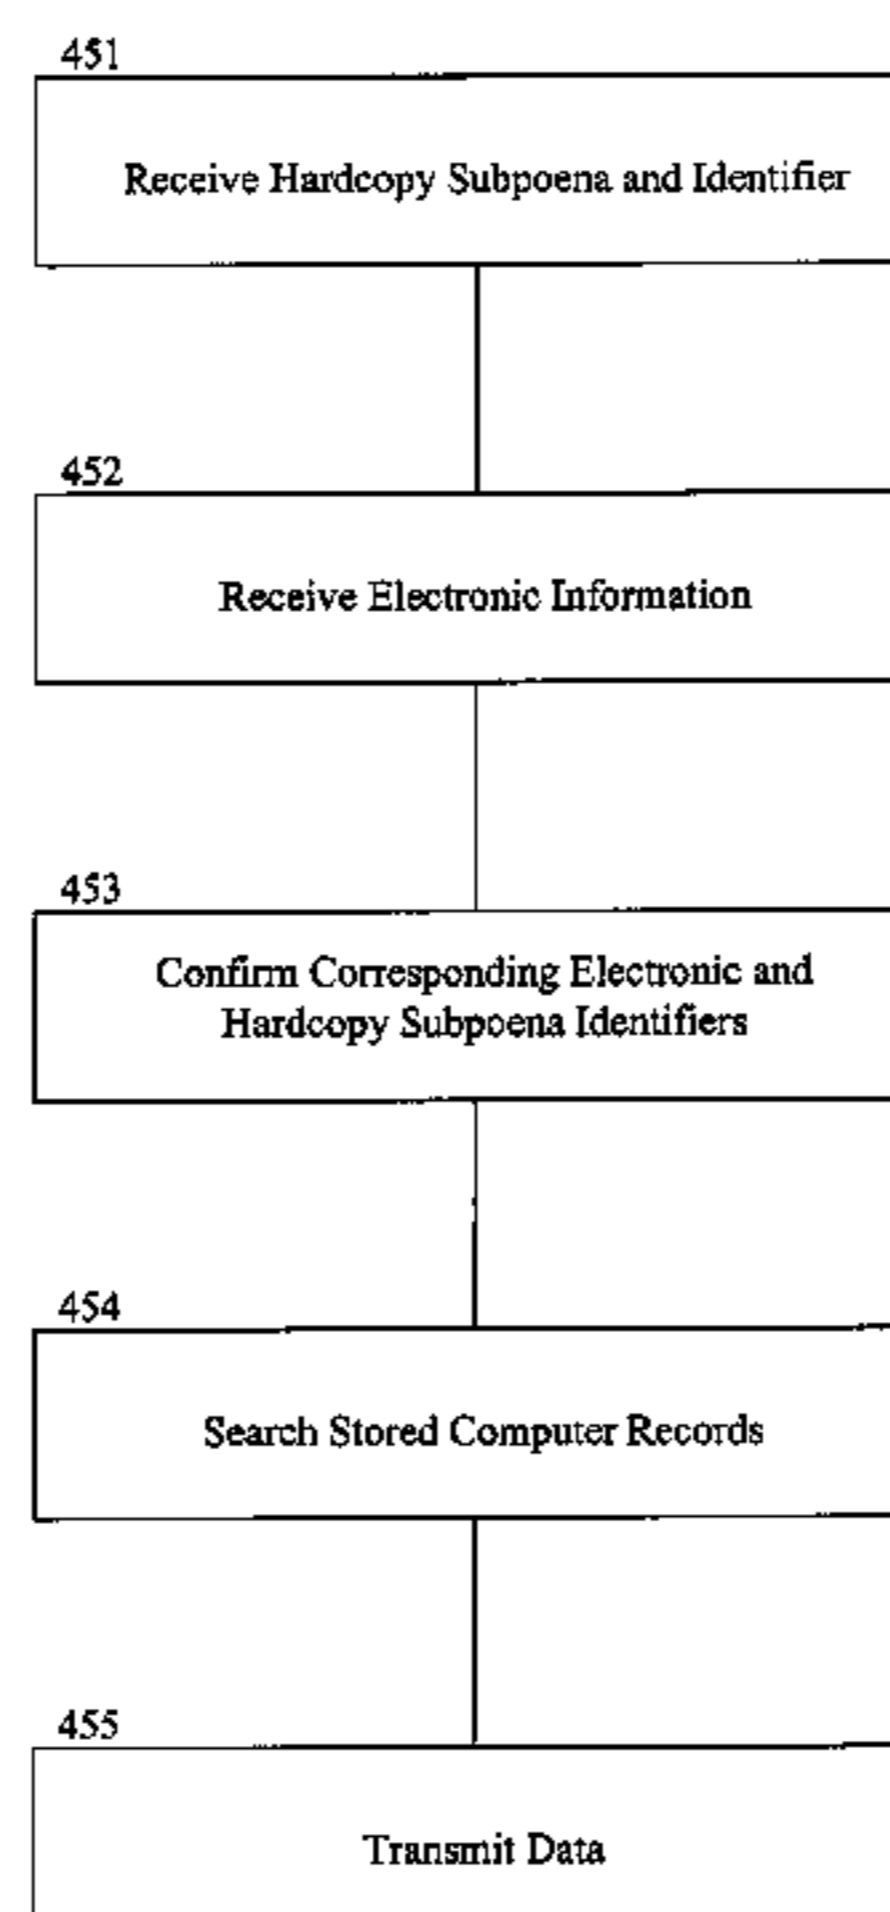 451
Receive Hardcopy Subpoena and Identifier
452
Receive Electronic Information
453
Confirm Corresponding Electronic and
Hardcopy Subpoena Identifiers
454
Search Stored Computer Records
455
Transmit Data